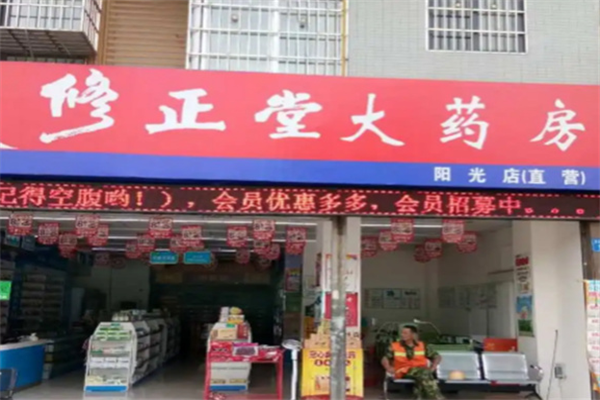 修正堂大药房
阳光店(直营)
记得空腹哟！），会员优惠多多，会员招募中。。。